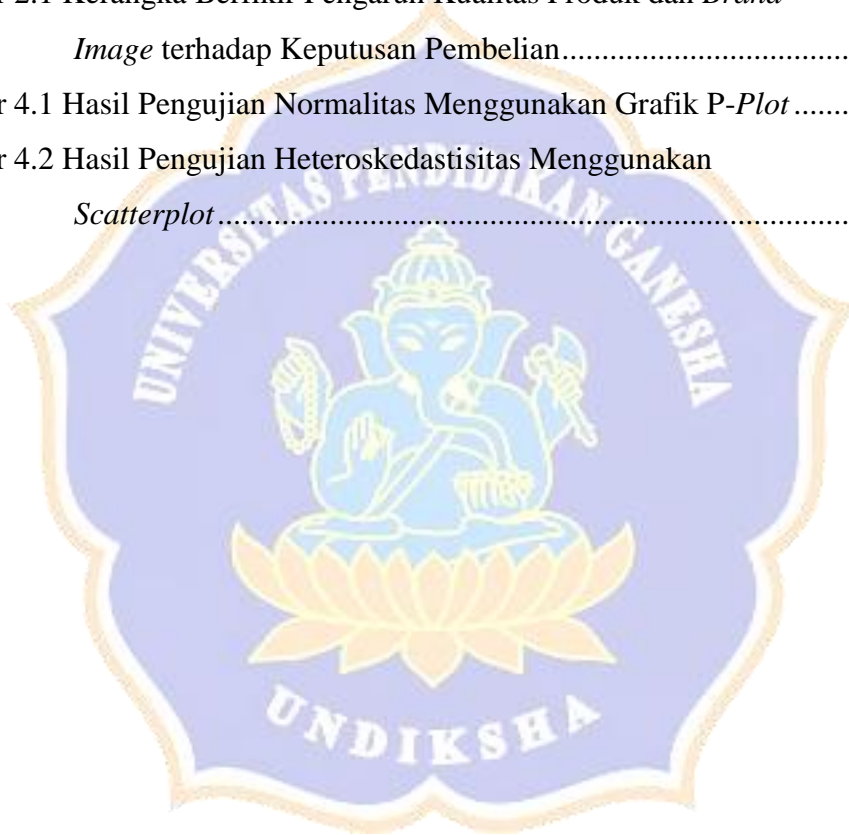 r 2.1 Kerangka Berfikir Pengaruh Kualitas Produk dan Brand
Image terhadap Keputusan Pembelian...................................
r 4.1 Hasil Pengujian Normalitas Menggunakan Grafik P-Plot.......
r 4.2 Hasil Pengujian Heteroskedastisitas Menggunakan
Scatterplot.............................................................................
UNIVERSITAS PENDIDIKAN GANESHA
UNDIKSHA